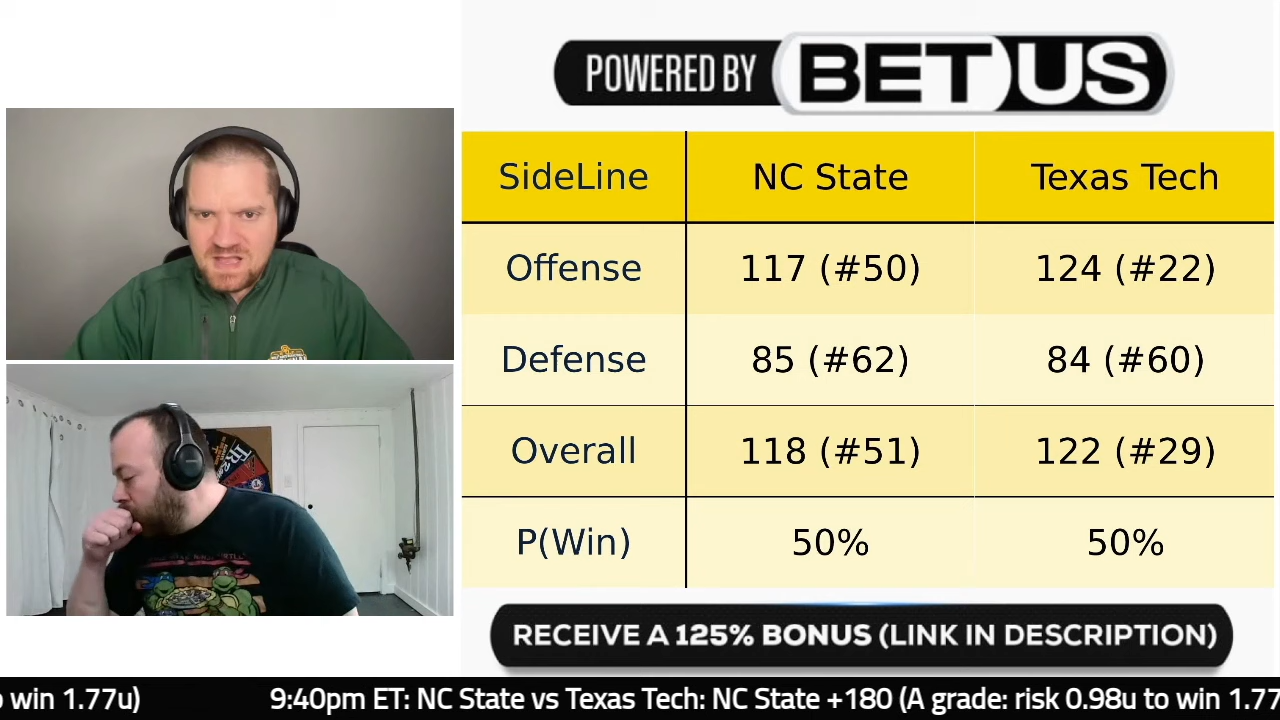 POWERED BY BETUS
SideLine NC State Texas Tech
Offense 117 (#50) 124 (#22)
Defense 85 (#62) 84 (#60)
Overall 118 (#51) 122 (#29)
P(Win) 50% 50%
RECEIVE A 125% BONUS (LINK IN DESCRIPTION)
o win 1.77u) 9:40pm ET: NC State vs Texas Tech: NC State +180 (A grade: risk 0.98u to win 1.77